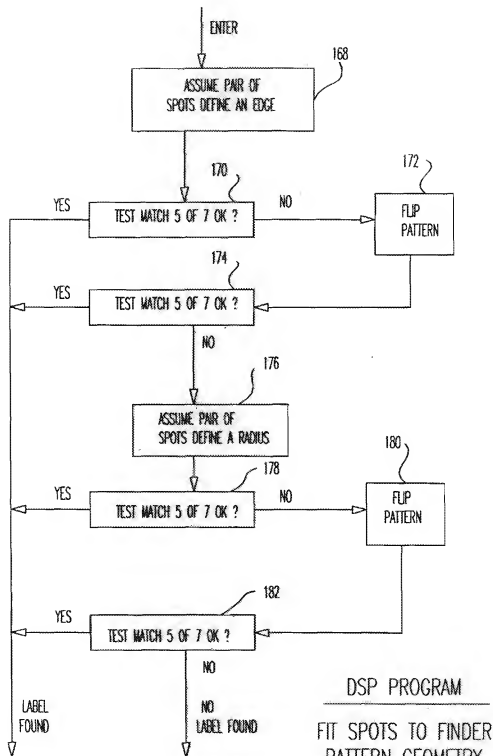 ENTER
168
ASSUME PAIR OF
SPOTS DEFINE AN EDGE
170
172
YES
TEST MATCH 5 OF 7 OK ?
NO
FLIP
PATTERN
174
YES
TEST MATCH 5 OF 7 OK ?
NO
176
ASSUME PAIR OF
SPOTS DEFINE A RADIUS
180
178
YES
TEST MATCH 5 OF 7 OK ?
NO
FLIP
PATTERN
182
YES
TEST MATCH 5 OF 7 OK ?
NO
LABEL
FOUND
NO
LABEL FOUND
DSP PROGRAM
FIT SPOTS TO FINDER
PATTERN GEOMETRY